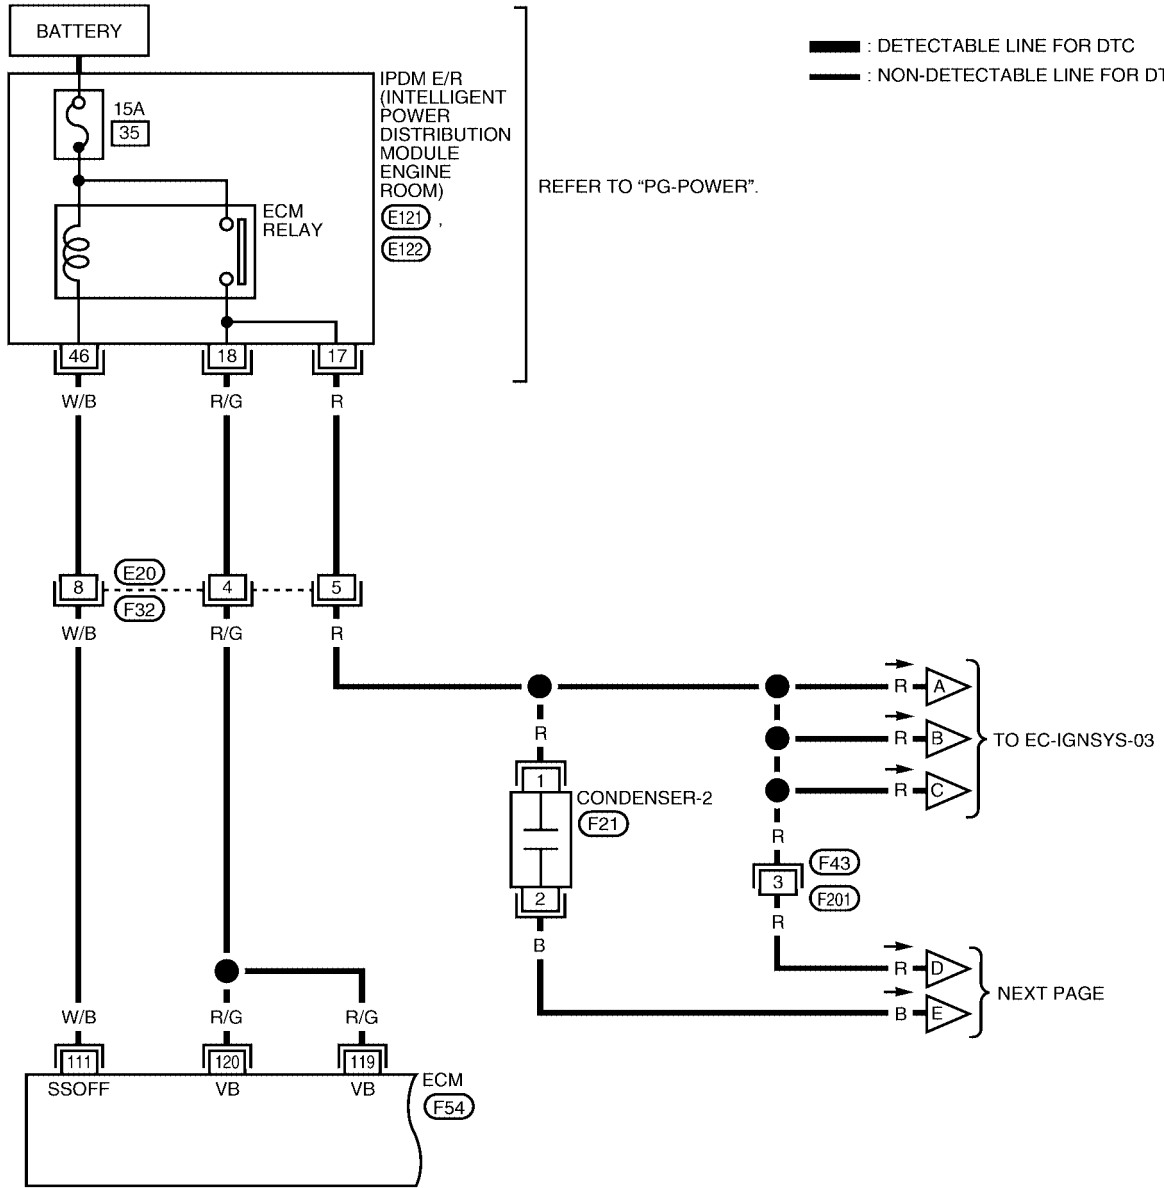 BATTERY
: DETECTABLE LINE FOR DTC
: NON-DETECTABLE LINE FOR DT
15A
35
IPDM E/R
(INTELLIGENT
POWER
DISTRIBUTION
MODULE
ENGINE
ROOM)
E121 ,
E122
REFER TO “PG-POWER”.
ECM
RELAY
46 18 17
W/B R/G R
8 E20 4 5
F32
W/B R/G R
R A
R B
R C
TO EC-IGNSYS-03
R
1
CONDENSER-2
F21
2
B
R
F43
3
F201
R
R D
B E
NEXT PAGE
W/B R/G R/G
111 120 119
SSOFF VB VB
ECM
F54